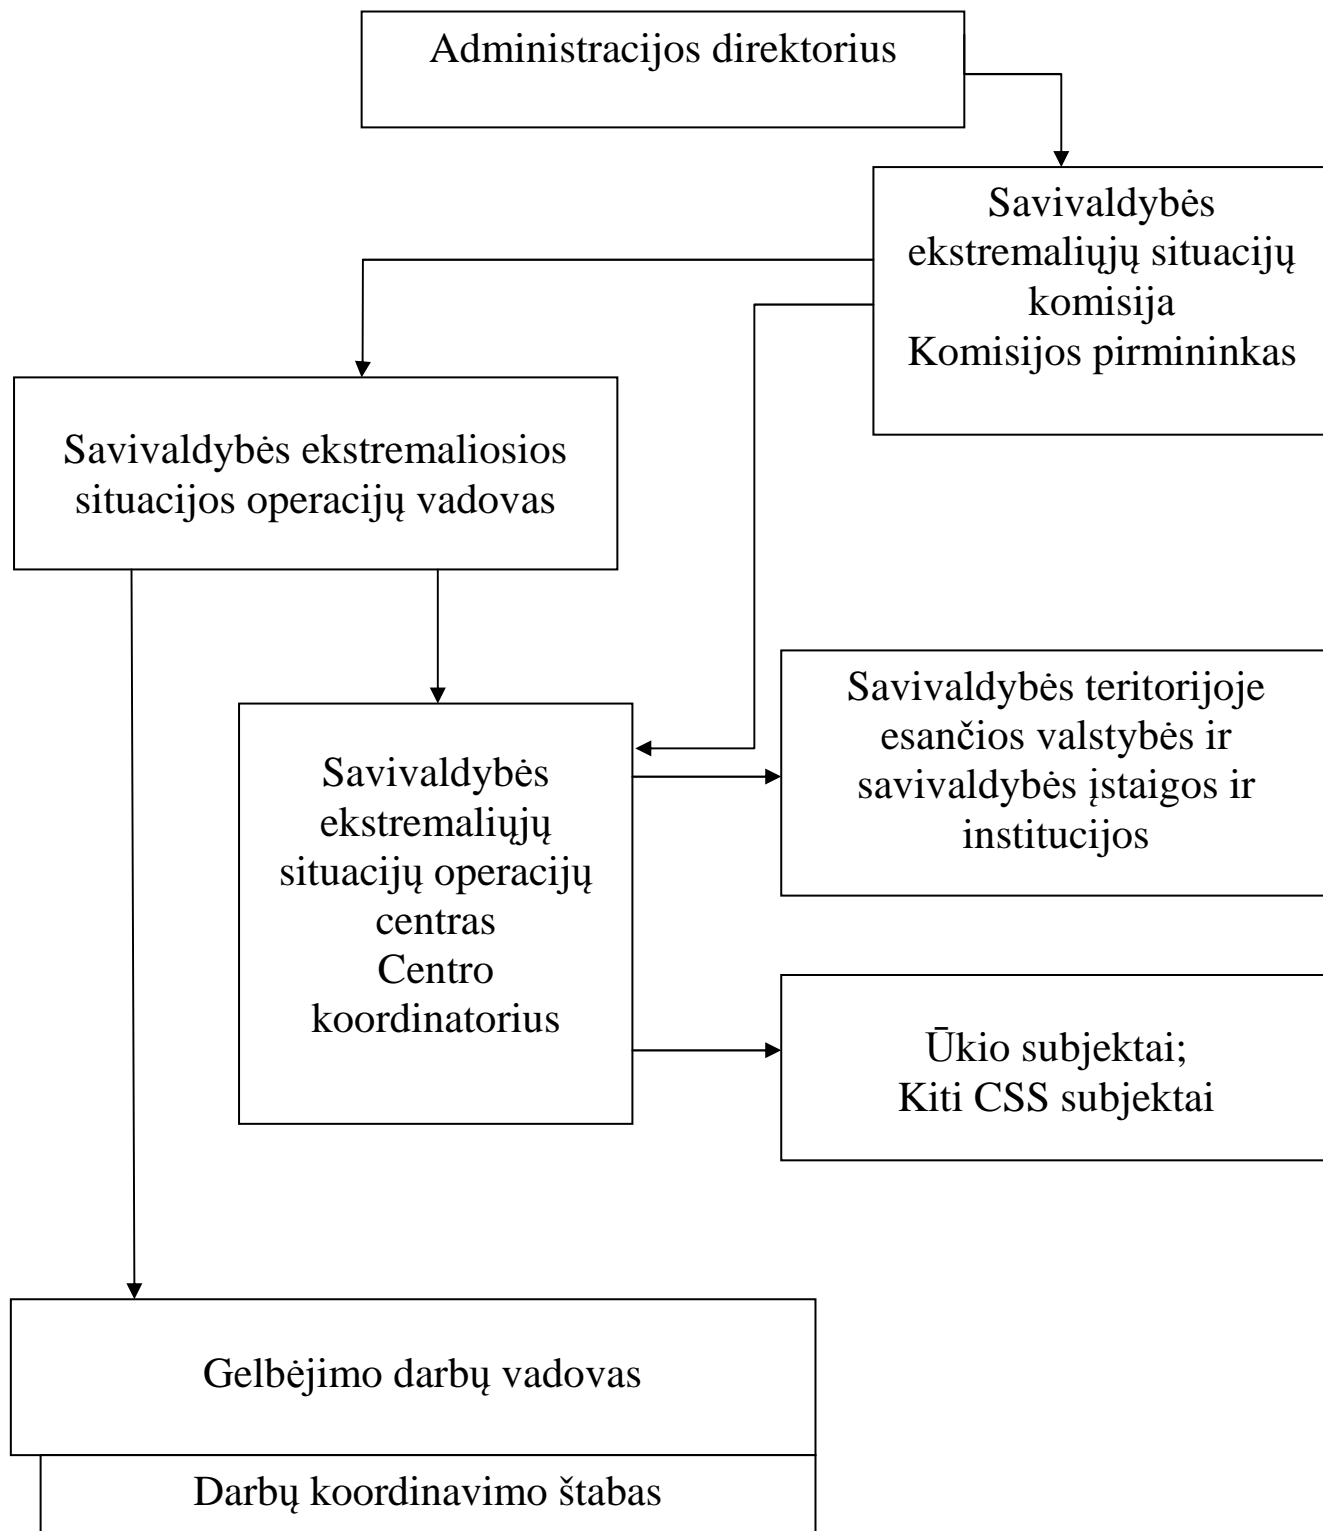 Administracijos direktorius
Savivaldybės
ekstremaliųjų situacijų
komisija
Komisijos pirmininkas
Savivaldybės ekstremaliosios
situacijos operacijų vadovas
Savivaldybės teritorijoje
esančios valstybės ir
savivaldybės įstaigos ir
institucijos
Savivaldybės
ekstremaliųjų
situacijų operacijų
centras
Centro
koordinatorius
Ūkio subjektai;
Kiti CSS subjektai
Gelbėjimo darbų vadovas
Darbų koordinavimo štabas